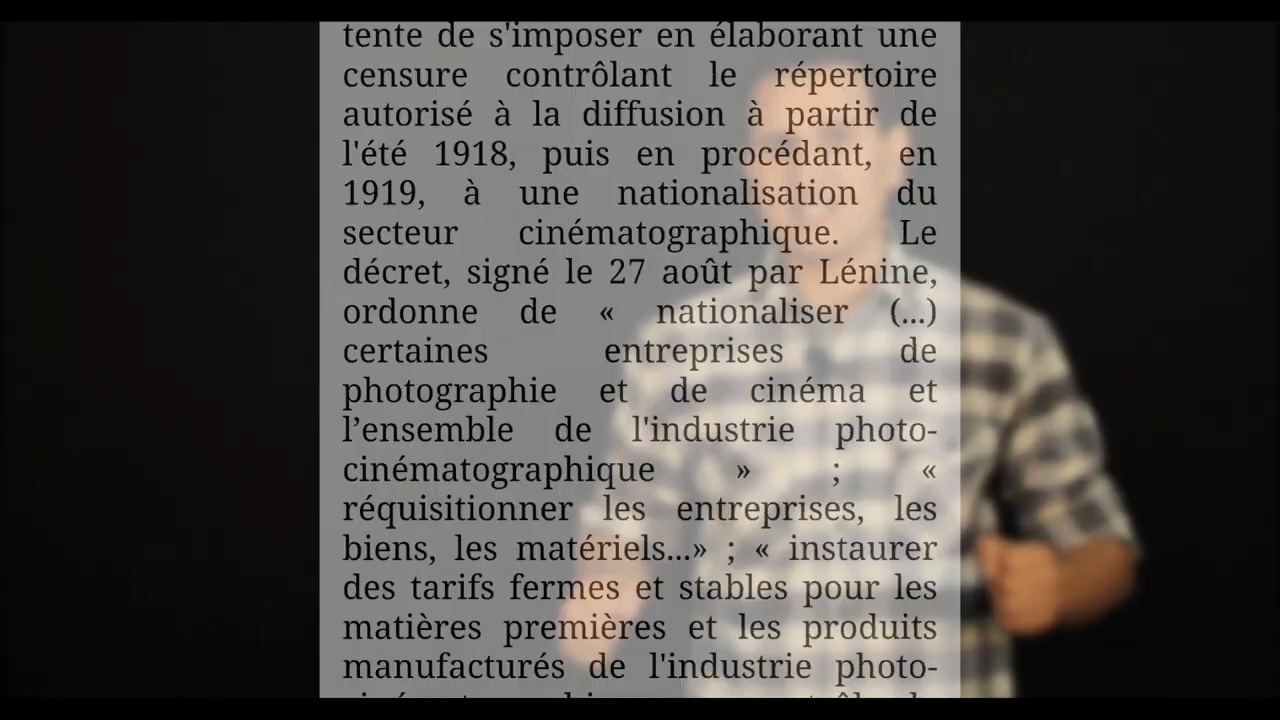 tente de s'imposer en élaborant une
censure contrôlant le répertoire
autorisé à la diffusion à partir de
l'été 1918, puis en procédant, en
1919, à une nationalisation du
secteur cinématographique. Le
décret, signé le 27 août par Lénine,
ordonne de « nationaliser (...)
certaines entreprises de
photographie et de cinéma et
l’ensemble de l'industrie photo-
cinématographique » ; «
réquisitionner les entreprises, les
biens, les matériels...» ; « instaurer
des tarifs fermes et stables pour les
matières premières et les produits
manufacturés de l'industrie photo-